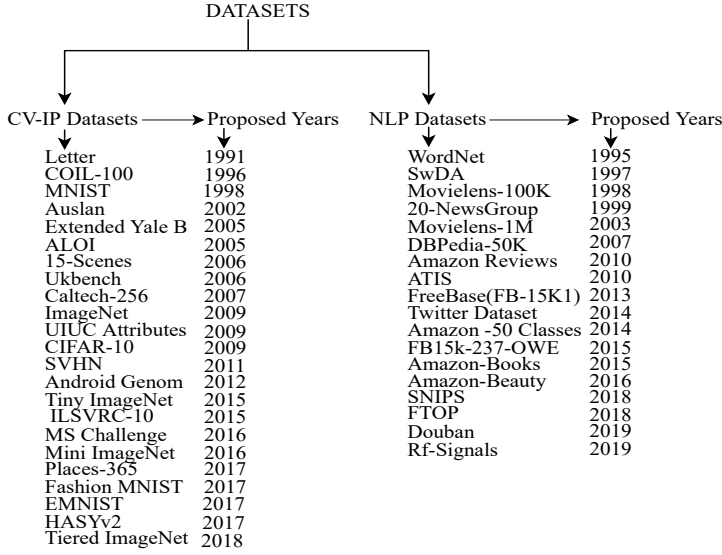 DATASETS
CV-IP Datasets Proposed Years NLP Datasets Proposed Years
Letter 1991 WordNet 1995
COIL-100 1996 SwDA 1997
MNIST 1998 Movielens-100K 1998
Auslan 2002 20-NewsGroup 1999
Extended Yale B 2005 Movielens-1M 2003
ALOI 2005 DBPedia-50K 2007
15-Scenes 2006 Amazon Reviews 2010
Ukbench 2006 ATIS 2010
Caltech-256 2007 FreeBase(FB-15K1) 2013
ImageNet 2009 Twitter Dataset 2014
UIUC Attributes 2009 Amazon -50 Classes 2014
CIFAR-10 2009 FB15k-237-OWE 2015
SVHN 2011 Amazon-Books 2015
Android Genom 2012 Amazon-Beauty 2016
Tiny ImageNet 2015 SNIPS 2018
ILSVRC-10 2015 FTOP 2018
MS Challenge 2016 Douban 2019
Mini ImageNet 2016 Rf-Signals 2019
Places-365 2017
Fashion MNIST 2017
EMNIST 2017
HASYv2 2017
Tiered ImageNet 2018